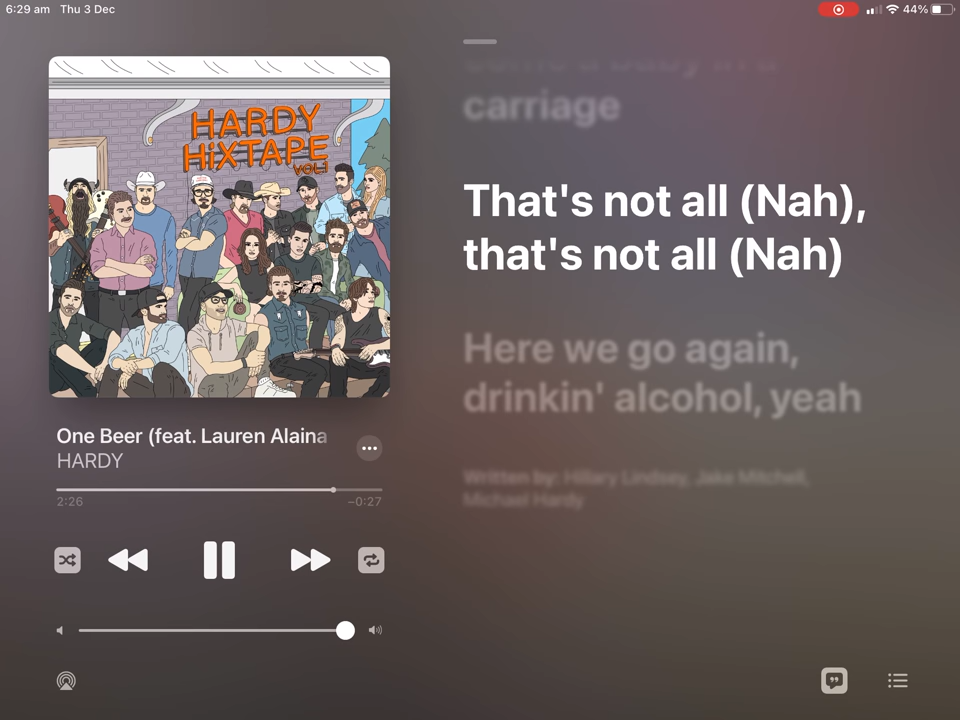 6:29 am Thu 3 Dec
44%
HARDY
HiXTAPE
VOL.1
carriage
That's not all (Nah),
that's not all (Nah)
Here we go again,
drinkin' alcohol, yeah
Written by: Hillary Lindsey, Jake Mitchell,
Michael Hardy
One Beer (feat. Lauren Alaina
HARDY
2:26
−0:27